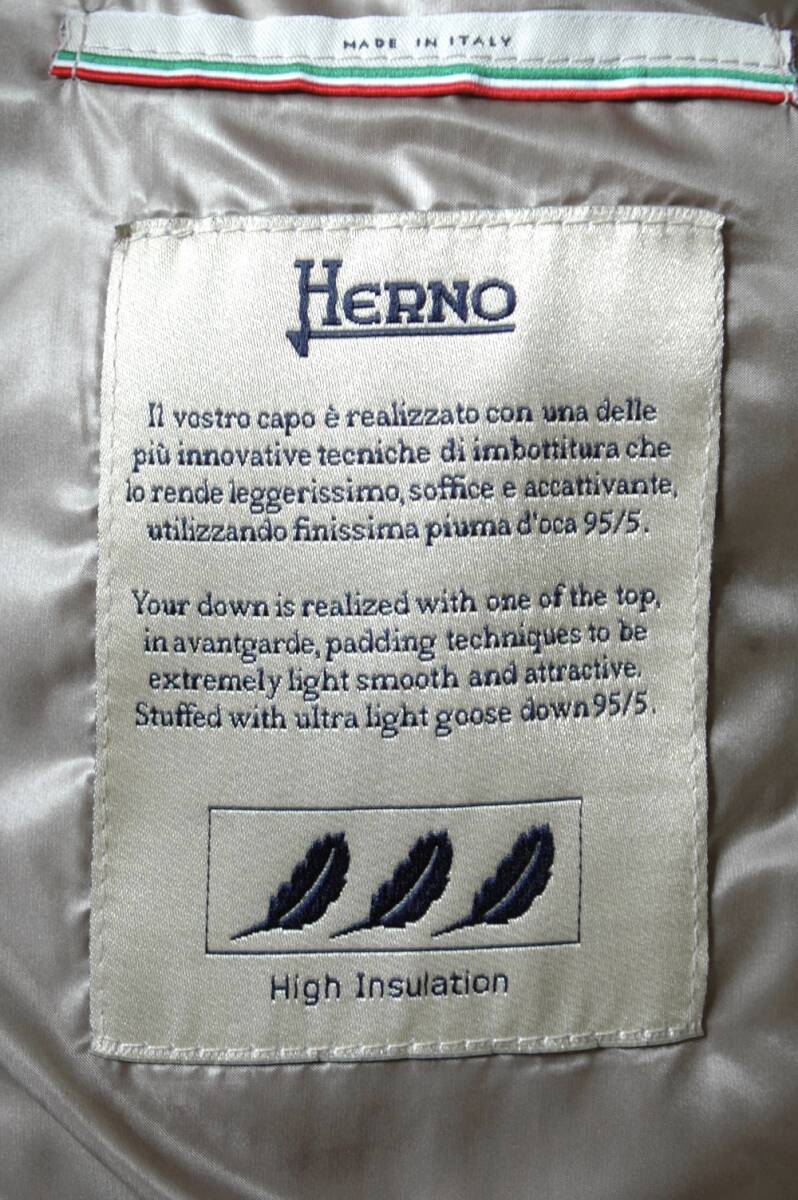 MADE IN ITALY
HERNO
Il vostro capo è realizzato con una delle
più innovative tecniche di imbottitura che
lo rende leggerissimo, soffice e accattivante,
utilizzando finissima piuma d'oca 95/5.
Your down is realized with one of the top,
in avantgarde, padding techniques to be
extremely light smooth and attractive.
Stuffed with ultra light goose down 95/5.
High Insulation